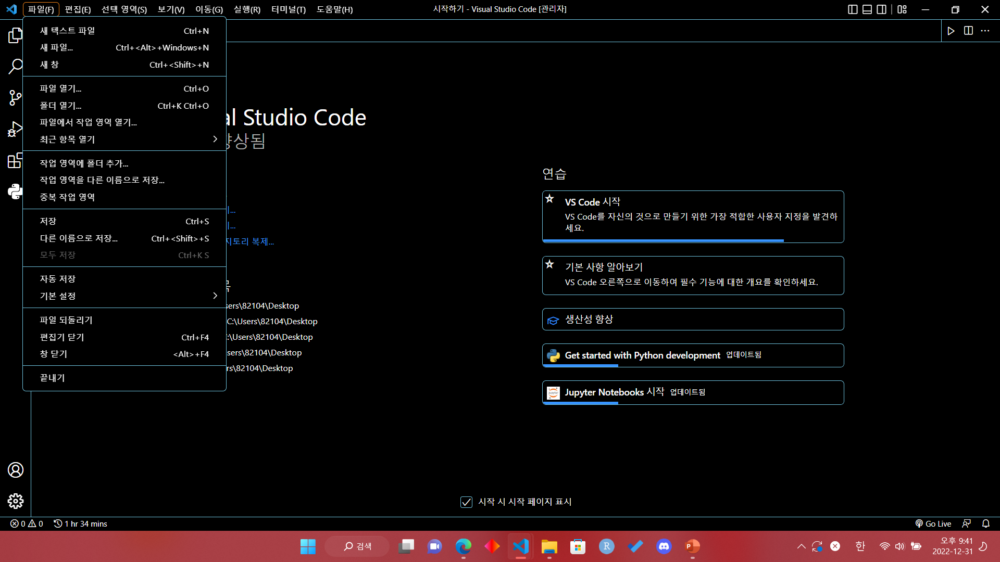 파일(F) 편집(E) 선택 영역(S) 보기(V) 이동(G) 실행(R) 터미널(T) 도움말(H) 시작하기 - Visual Studio Code [관리자]
새 텍스트 파일 Ctrl+N
새 파일... Ctrl+<Alt>+Windows+N
새 창 Ctrl+<Shift>+N
파일 열기... Ctrl+O
폴더 열기... Ctrl+K Ctrl+O
파일에서 작업 영역 열기...
최근 항목 열기
작업 영역에 폴더 추가...
작업 영역을 다른 이름으로 저장...
중복 작업 영역
저장 Ctrl+S
다른 이름으로 저장... Ctrl+<Shift>+S
모두 저장 Ctrl+K S
자동 저장
기본 설정
파일 되돌리기
편집기 닫기 Ctrl+F4
창 닫기 <Alt>+F4
끝내기
al Studio Code
향상됨
...
...
지토리 복제...
sers\82104\Desktop
C:\Users\82104\Desktop
:\Users\82104\Desktop
sers\82104\Desktop
rs\82104\Desktop
연습
VS Code 시작
VS Code를 자신의 것으로 만들기 위한 가장 적합한 사용자 지정을 발견하
세요.
기본 사항 알아보기
VS Code 오른쪽으로 이동하여 필수 기능에 대한 개요를 확인하세요.
생산성 향상
Get started with Python development 업데이트됨
jupyter
Jupyter Notebooks 시작 업데이트됨
시작 시 시작 페이지 표시
0 0 1 hr 34 mins Go Live
검색 R P 한 오후 9:41
2022-12-31